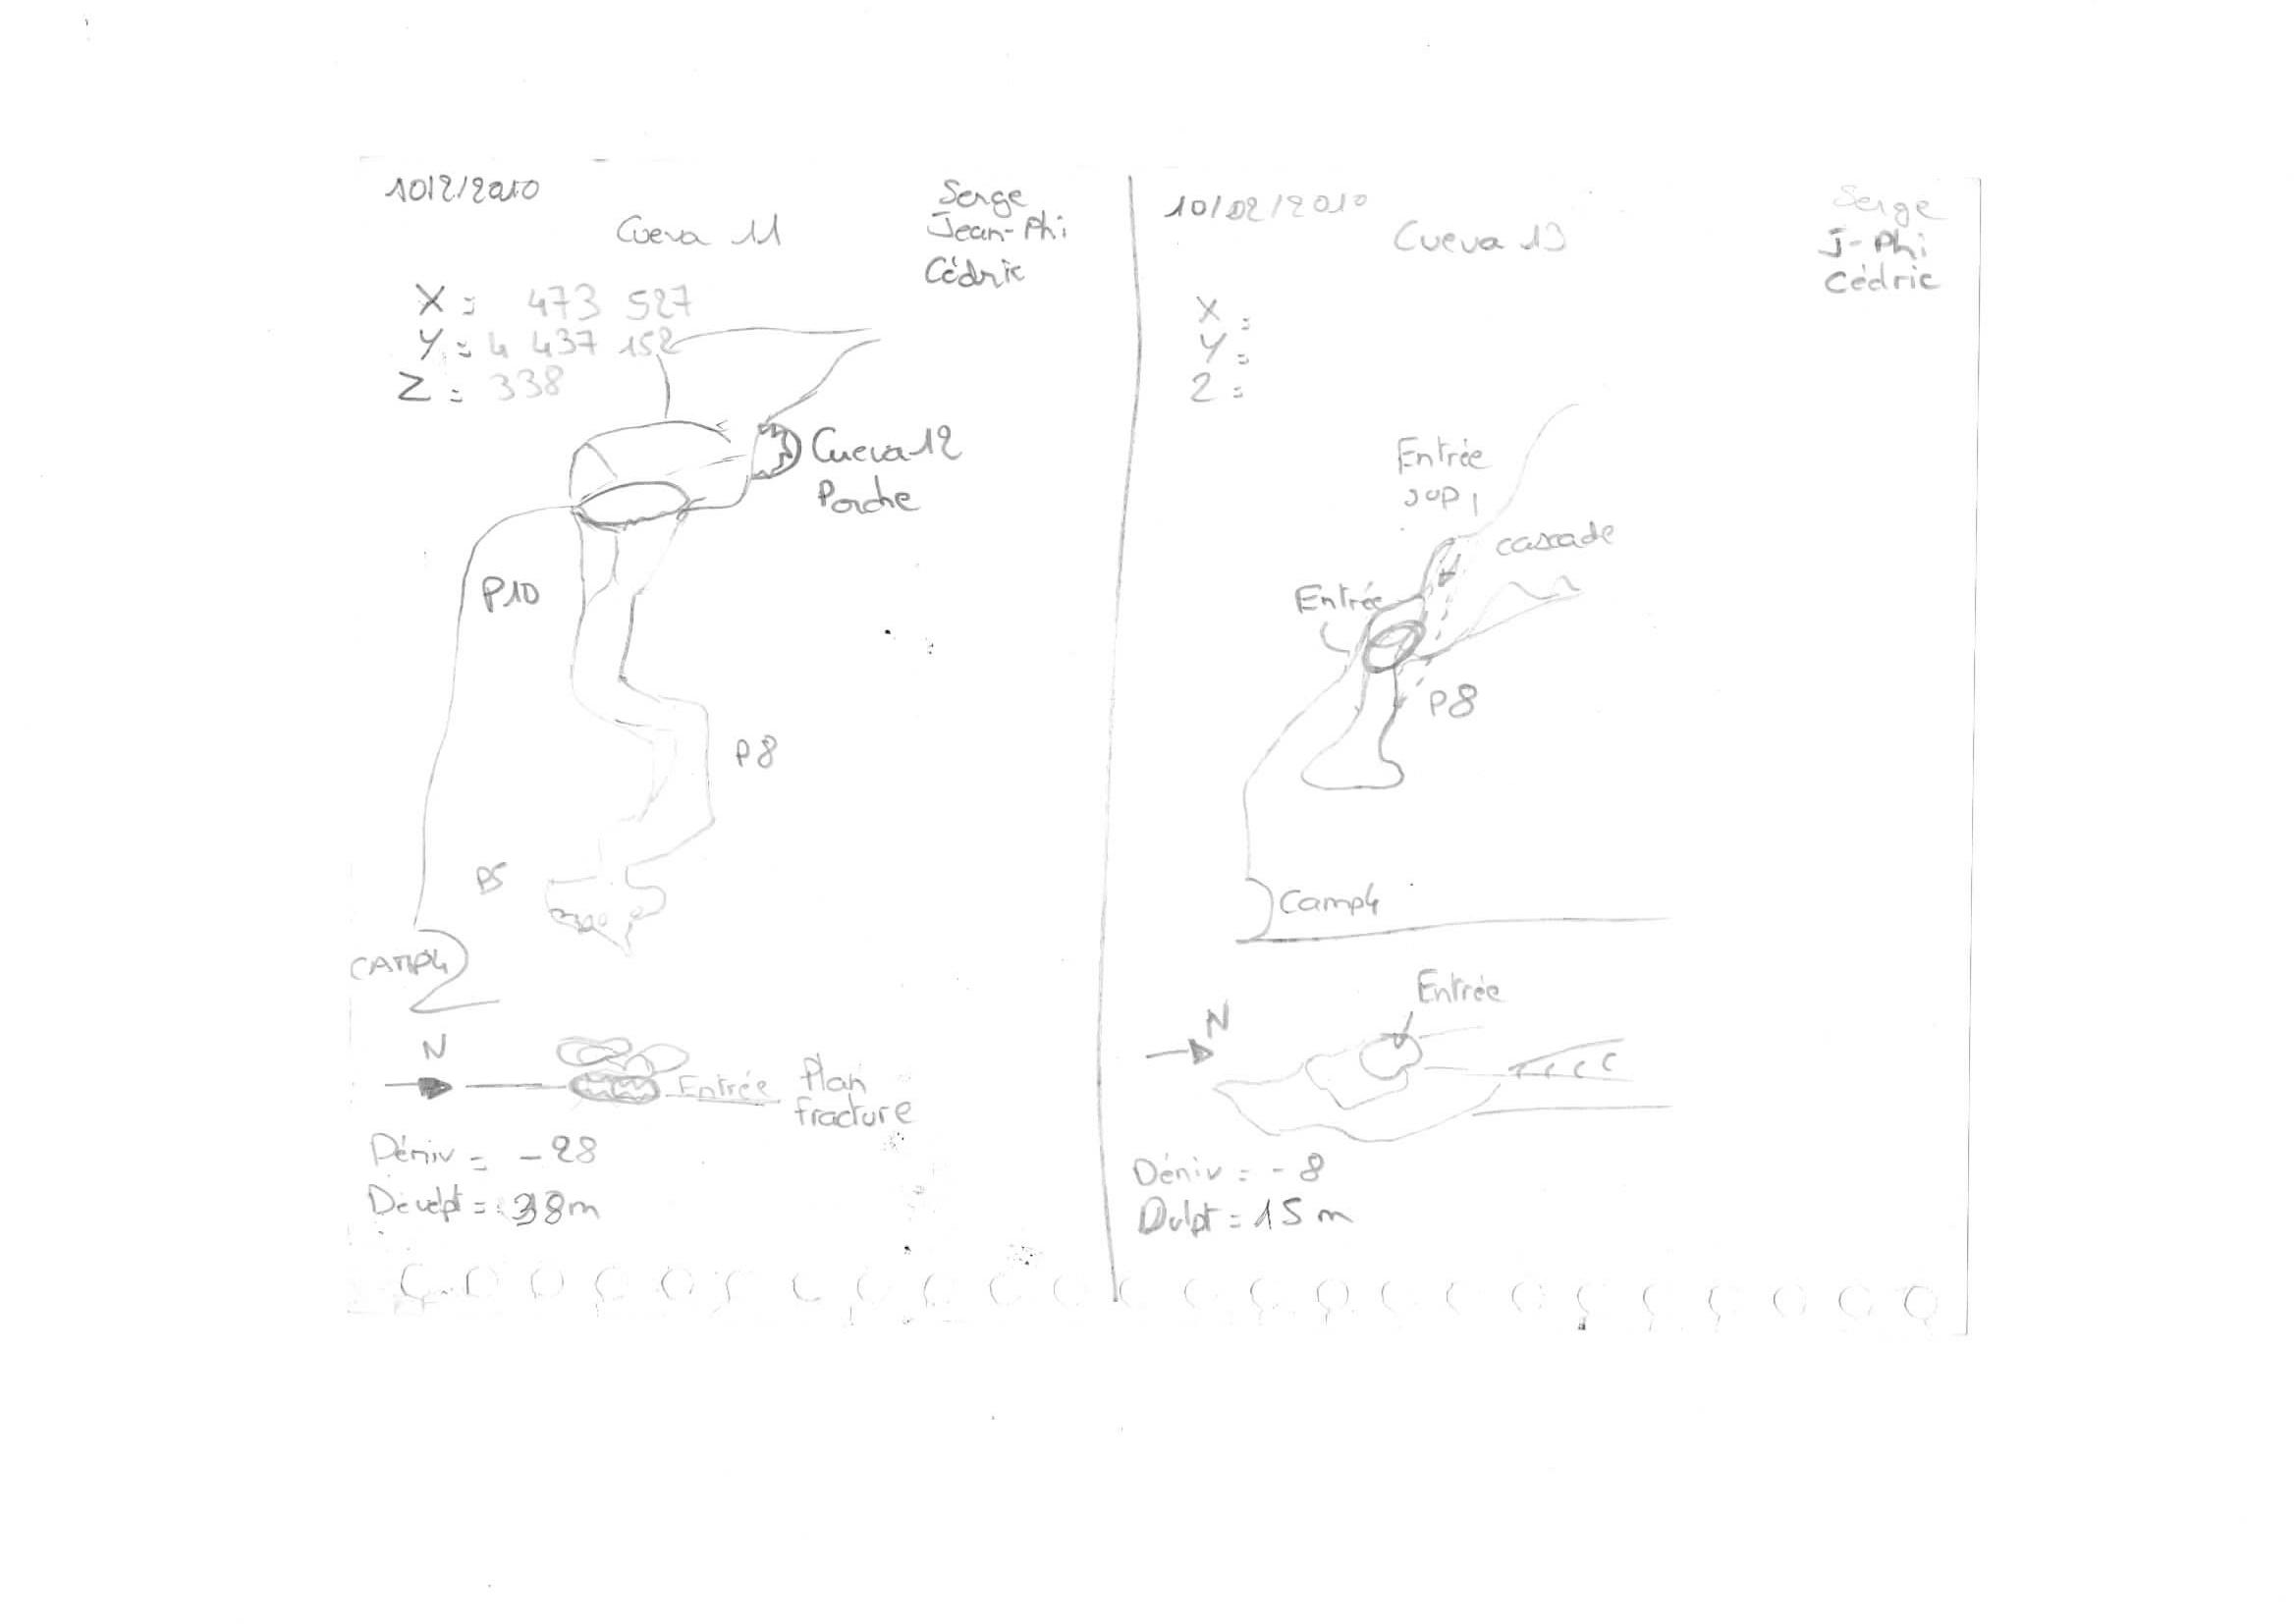 10/2/2010
Serge
Jean-Phi
Cédric
Cueva 11
X = 473 527
Y = 4 437 152
Z = 338
Cueva 12
Porche
P10
P8
P5
CAMP4
N
Entrée
Plan
fracture
Déniv = -28
Dévelpt = 38m
10/02/2010
Serge
J-Phi
Cédric
Cueva 13
X =
Y =
Z =
Entrée
sup
cascade
Entrée
P8
Camp4
Entrée
N
Déniv = - 8
Dvlpt = 15 m